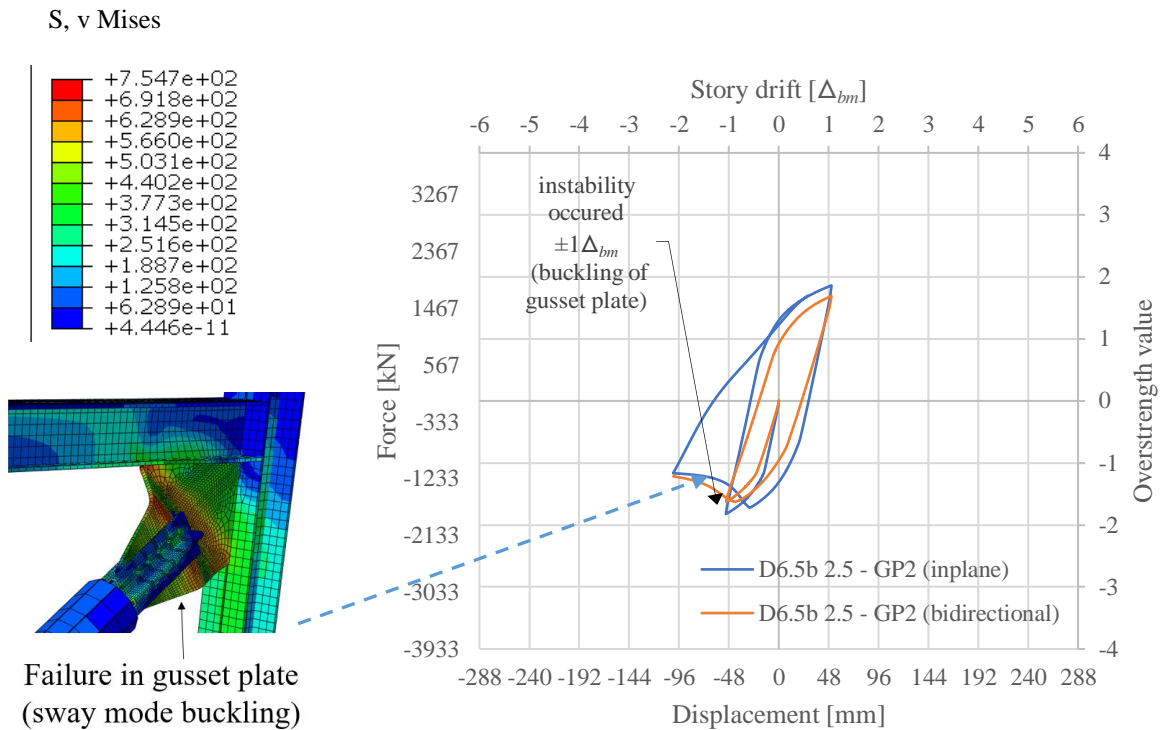 S, v Mises
+7.547e+02
+6.918e+02
+6.289e+02
+5.660e+02
+5.031e+02
+4.402e+02
+3.773e+02
+3.145e+02
+2.516e+02
+1.887e+02
+1.258e+02
+6.289e+01
+4.446e-11
Failure in gusset plate
(sway mode buckling)
Story drift [Δbm]
-6 -5 -4 -3 -2 -1 0 1 2 3 4 5 6
Force [kN]
3267
2367
1467
567
-333
-1233
-2133
-3033
-3933
instability
occured
±1Δbm
(buckling of
gusset plate)
4
3
2
1
0
-1
-2
-3
-4
Overstrength value
D6.5b 2.5 - GP2 (inplane)
D6.5b 2.5 - GP2 (bidirectional)
-288 -240 -192 -144 -96 -48 0 48 96 144 192 240 288
Displacement [mm]